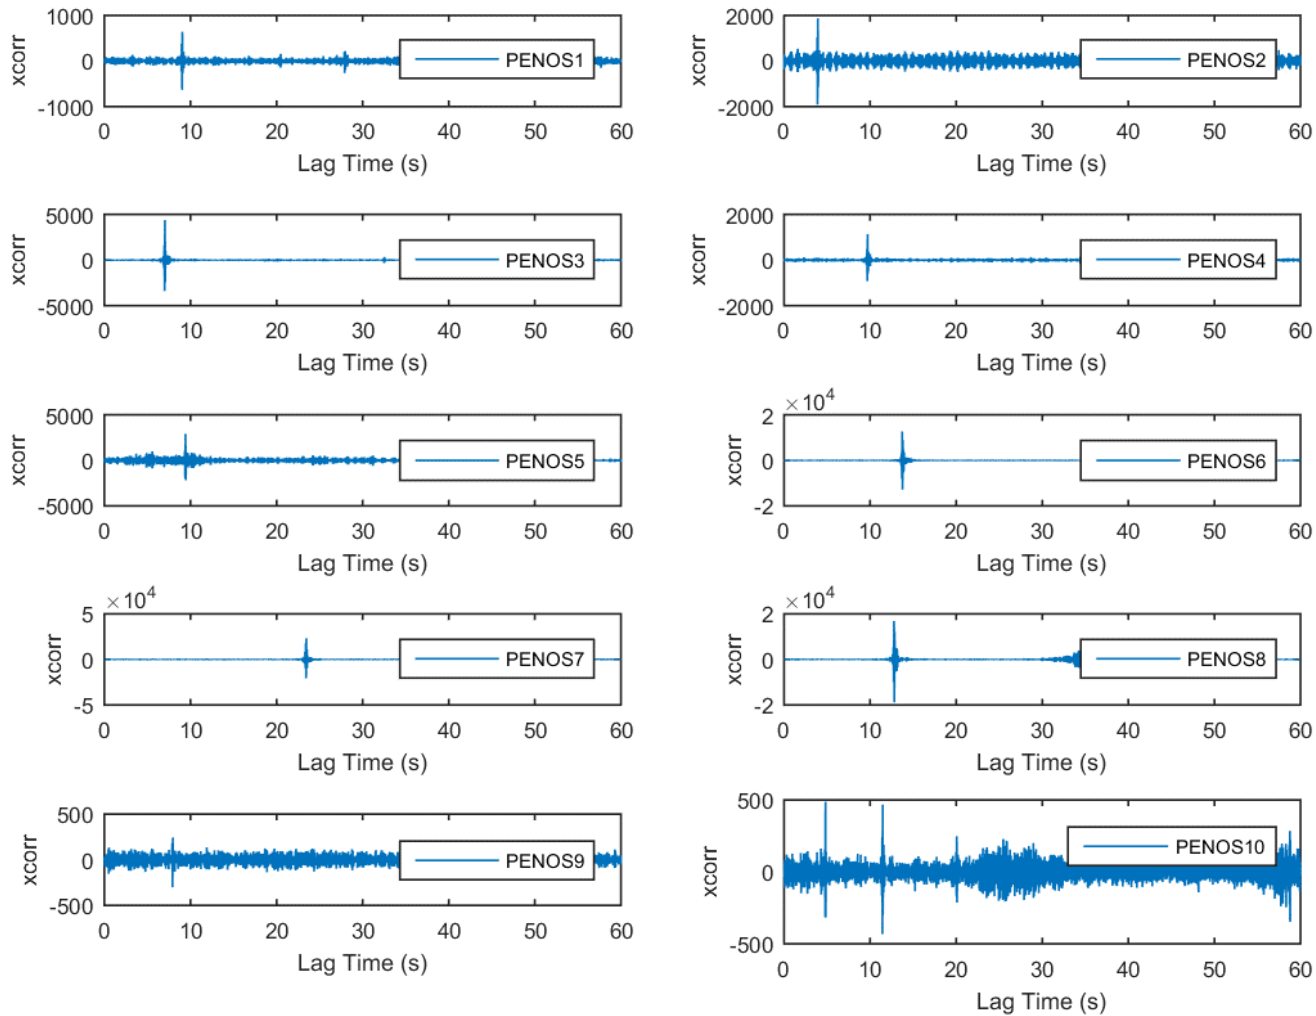 1000
0
-1000
xcorr
PENOS1
0 10 20 30 40 50 60
Lag Time (s)
2000
0
-2000
xcorr
PENOS2
0 10 20 30 40 50 60
Lag Time (s)
5000
0
-5000
xcorr
PENOS3
0 10 20 30 40 50 60
Lag Time (s)
2000
0
-2000
xcorr
PENOS4
0 10 20 30 40 50 60
Lag Time (s)
5000
0
-5000
xcorr
PENOS5
0 10 20 30 40 50 60
Lag Time (s)
×10⁴
2
0
-2
xcorr
PENOS6
0 10 20 30 40 50 60
Lag Time (s)
×10⁴
5
0
-5
xcorr
PENOS7
0 10 20 30 40 50 60
Lag Time (s)
×10⁴
2
0
-2
xcorr
PENOS8
0 10 20 30 40 50 60
Lag Time (s)
500
0
-500
xcorr
PENOS9
0 10 20 30 40 50 60
Lag Time (s)
500
0
-500
xcorr
PENOS10
0 10 20 30 40 50 60
Lag Time (s)